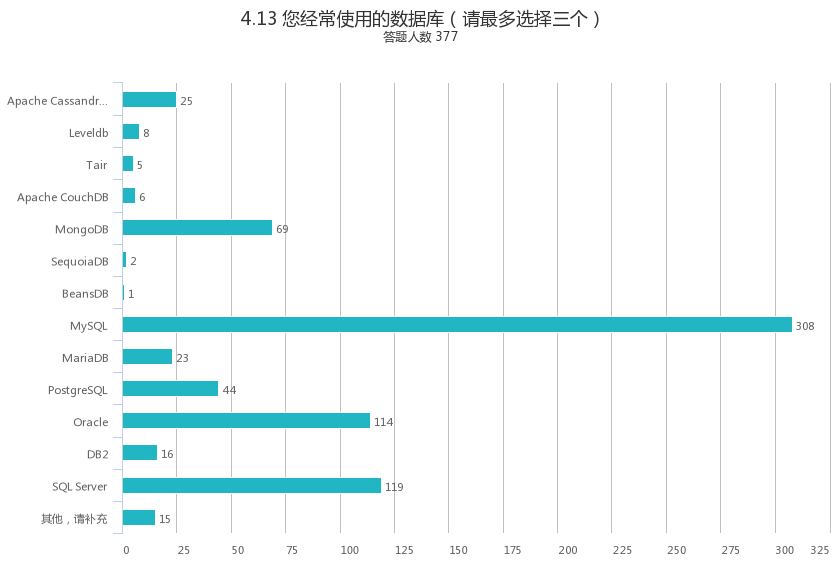 4.13 您经常使用的数据库（请最多选择三个）
答题人数 377
Apache Cassandr... 25
Leveldb 8
Tair 5
Apache CouchDB 6
MongoDB 69
SequoiaDB 2
BeansDB 1
MySQL 308
MariaDB 23
PostgreSQL 44
Oracle 114
DB2 16
SQL Server 119
其他，请补充 15
0 25 50 75 100 125 150 175 200 225 250 275 300 325